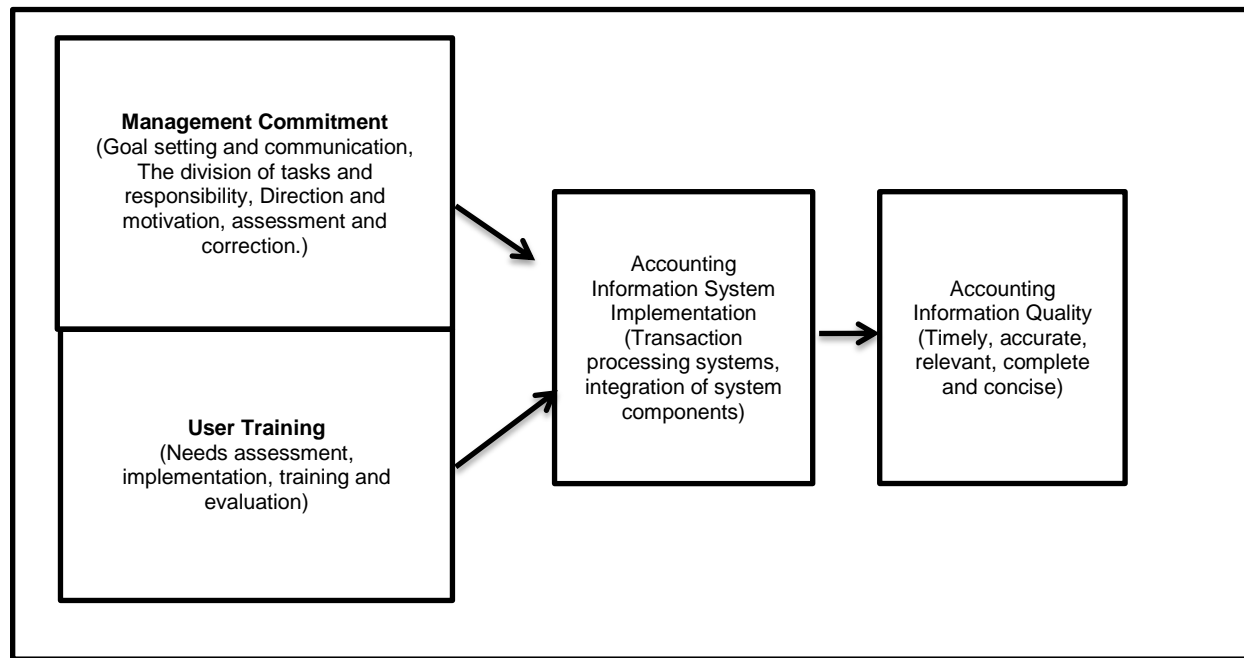 Management Commitment
(Goal setting and communication,
The division of tasks and
responsibility, Direction and
motivation, assessment and
correction.)
User Training
(Needs assessment,
implementation, training and
evaluation)
Accounting
Information System
Implementation
(Transaction
processing systems,
integration of system
components)
Accounting
Information Quality
(Timely, accurate,
relevant, complete
and concise)